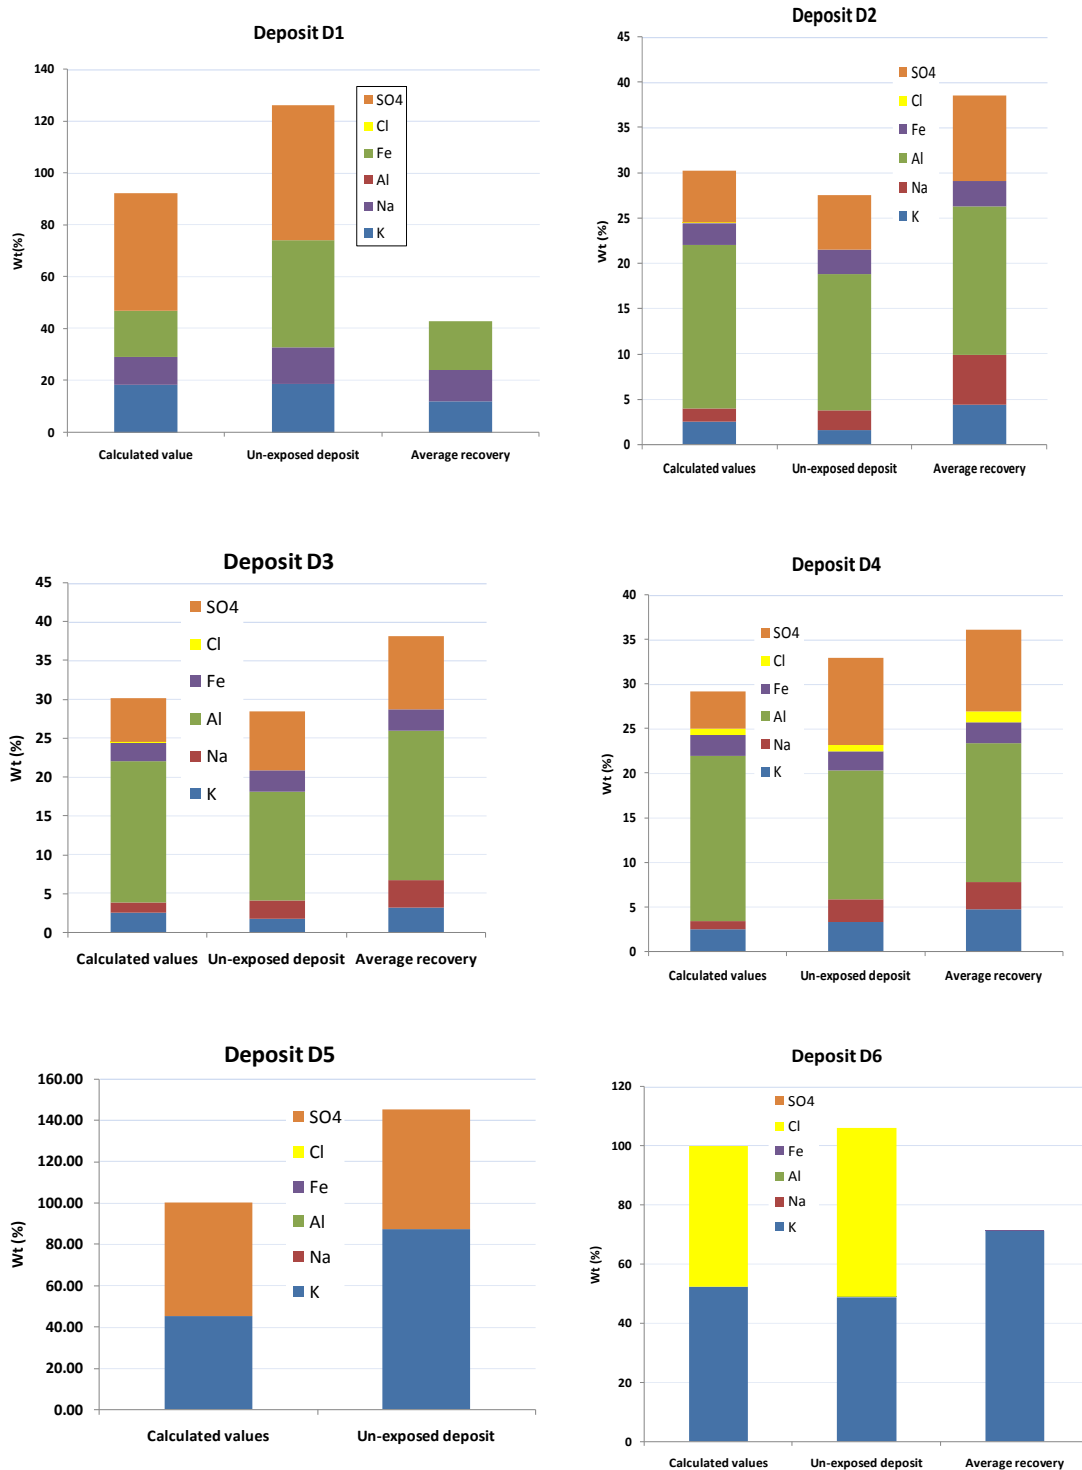 Deposit D1
140
120
100
80
60
40
20
0
Wt(%)
SO4
Cl
Fe
Al
Na
K
Calculated value
Un-exposed deposit
Average recovery
Deposit D2
45
40
35
30
25
20
15
10
5
0
Wt (%)
SO4
Cl
Fe
Al
Na
K
Calculated values
Un-exposed deposit
Average recovery
Deposit D3
45
40
35
30
25
20
15
10
5
0
Wt (%)
SO4
Cl
Fe
Al
Na
K
Calculated values
Un-exposed deposit
Average recovery
Deposit D4
40
35
30
25
20
15
10
5
0
Wt (%)
SO4
Cl
Fe
Al
Na
K
Calculated values
Un-exposed deposit
Average recovery
Deposit D5
160.00
140.00
120.00
100.00
80.00
60.00
40.00
20.00
0.00
Wt (%)
SO4
Cl
Fe
Al
Na
K
Calculated values
Un-exposed deposit
Deposit D6
120
100
80
60
40
20
0
Wt (%)
SO4
Cl
Fe
Al
Na
K
Calculated values
Un-exposed deposit
Average recovery